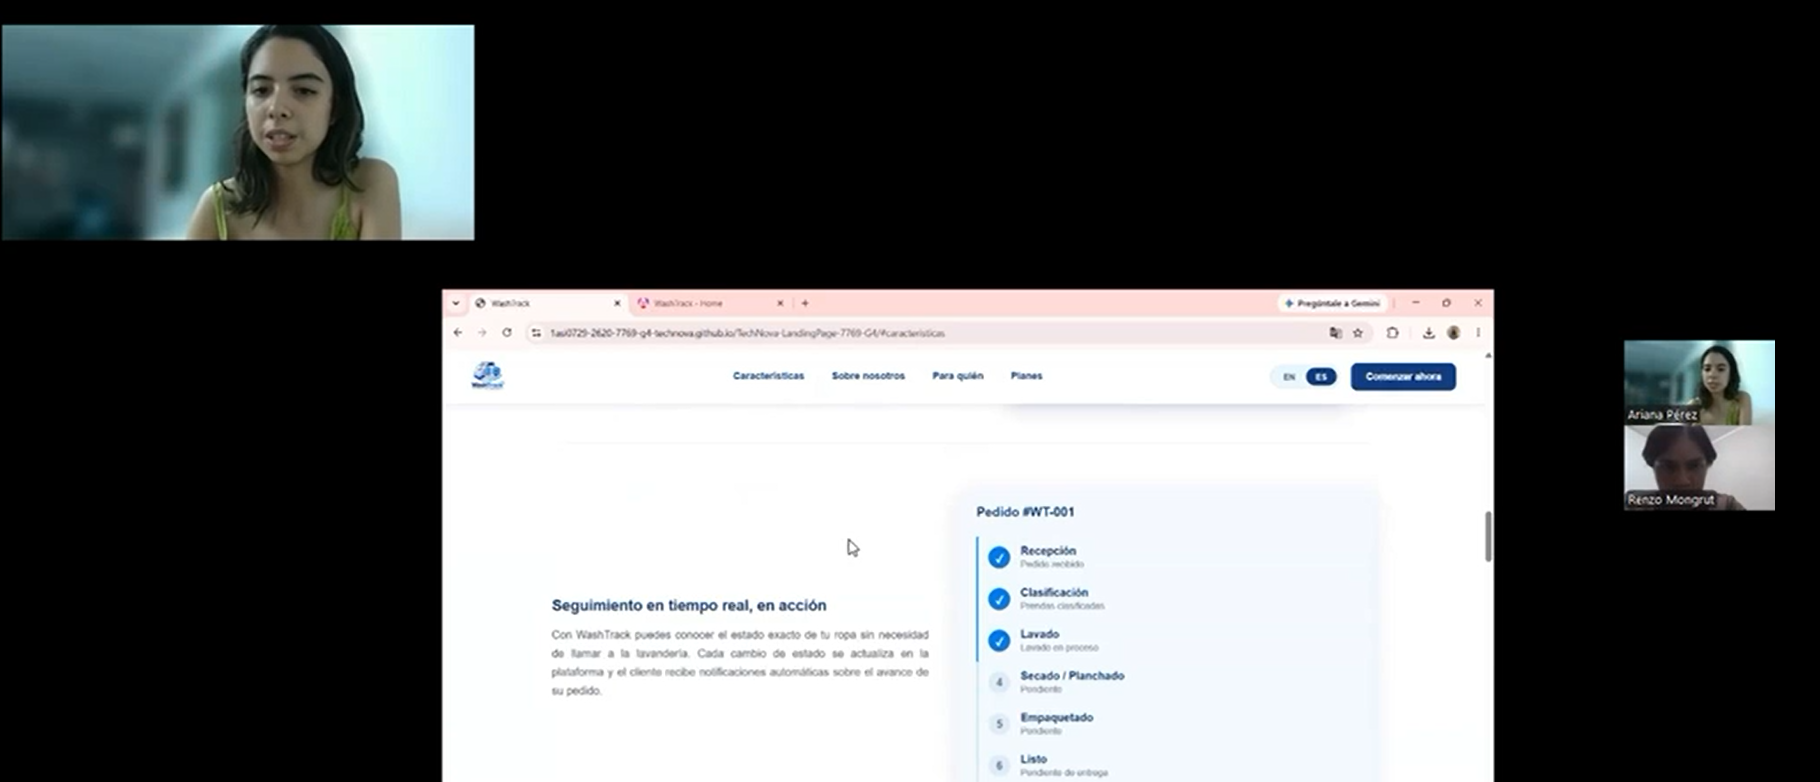 WashTrack
WashTrack - Home
Pregúntale a Gemini
1asi0729-2620-7769-g4-technova.github.io/TechNova-LandingPage-7769-G4/#caracteristicas
WashTrack
Características
Sobre nosotros
Para quién
Planes
EN
ES
Comenzar ahora
Pedido #WT-001
Recepción
Pedido recibido
Clasificación
Prendas clasificadas
Lavado
Lavado en proceso
4
Secado / Planchado
Pendiente
5
Empaquetado
Pendiente
6
Listo
Pendiente de entrega
Seguimiento en tiempo real, en acción
Con WashTrack puedes conocer el estado exacto de tu ropa sin necesidad
de llamar a la lavandería. Cada cambio de estado se actualiza en la
plataforma y el cliente recibe notificaciones automáticas sobre el avance de
su pedido.
Ariana Pérez
Renzo Mongrut